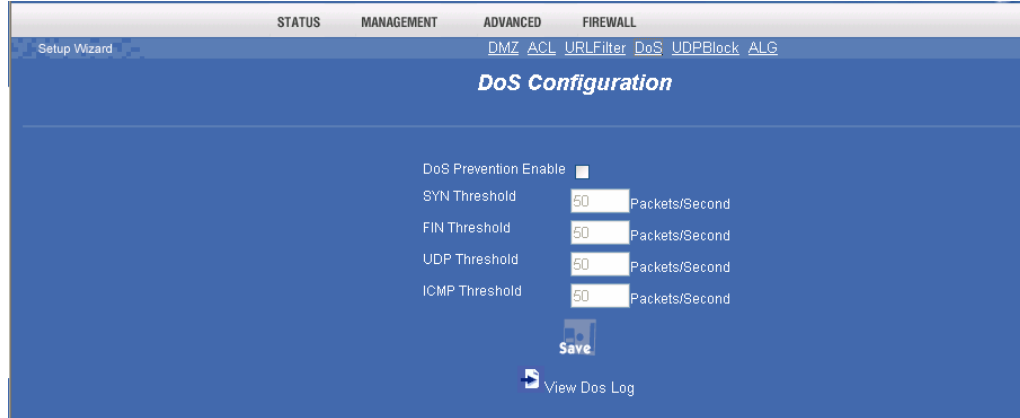 STATUS MANAGEMENT ADVANCED FIREWALL
Setup Wizard DMZ ACL URLFilter DoS UDPBlock ALG
DoS Configuration
DoS Prevention Enable
SYN Threshold 50 Packets/Second
FIN Threshold 50 Packets/Second
UDP Threshold 50 Packets/Second
ICMP Threshold 50 Packets/Second
Save
View Dos Log